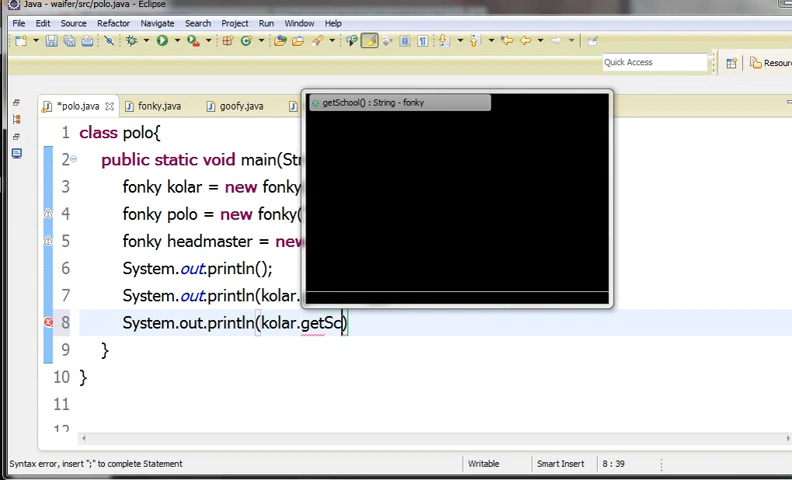 Java - waifer/src/polo.java - Eclipse
File Edit Source Refactor Navigate Search Project Run Window Help
Quick Access
Resour
*polo.java fonky.java goofy.java J
getSchool() : String - fonky
1 class polo{
2 public static void main(Str
3 fonky kolar = new fonky
4 fonky polo = new fonky(
5 fonky headmaster = new
6 System.out.println();
7 System.out.println(kolar.
8 System.out.println(kolar.getSc)
9 }
10 }
11
12
Syntax error, insert ";" to complete Statement Writable Smart Insert 8 : 39